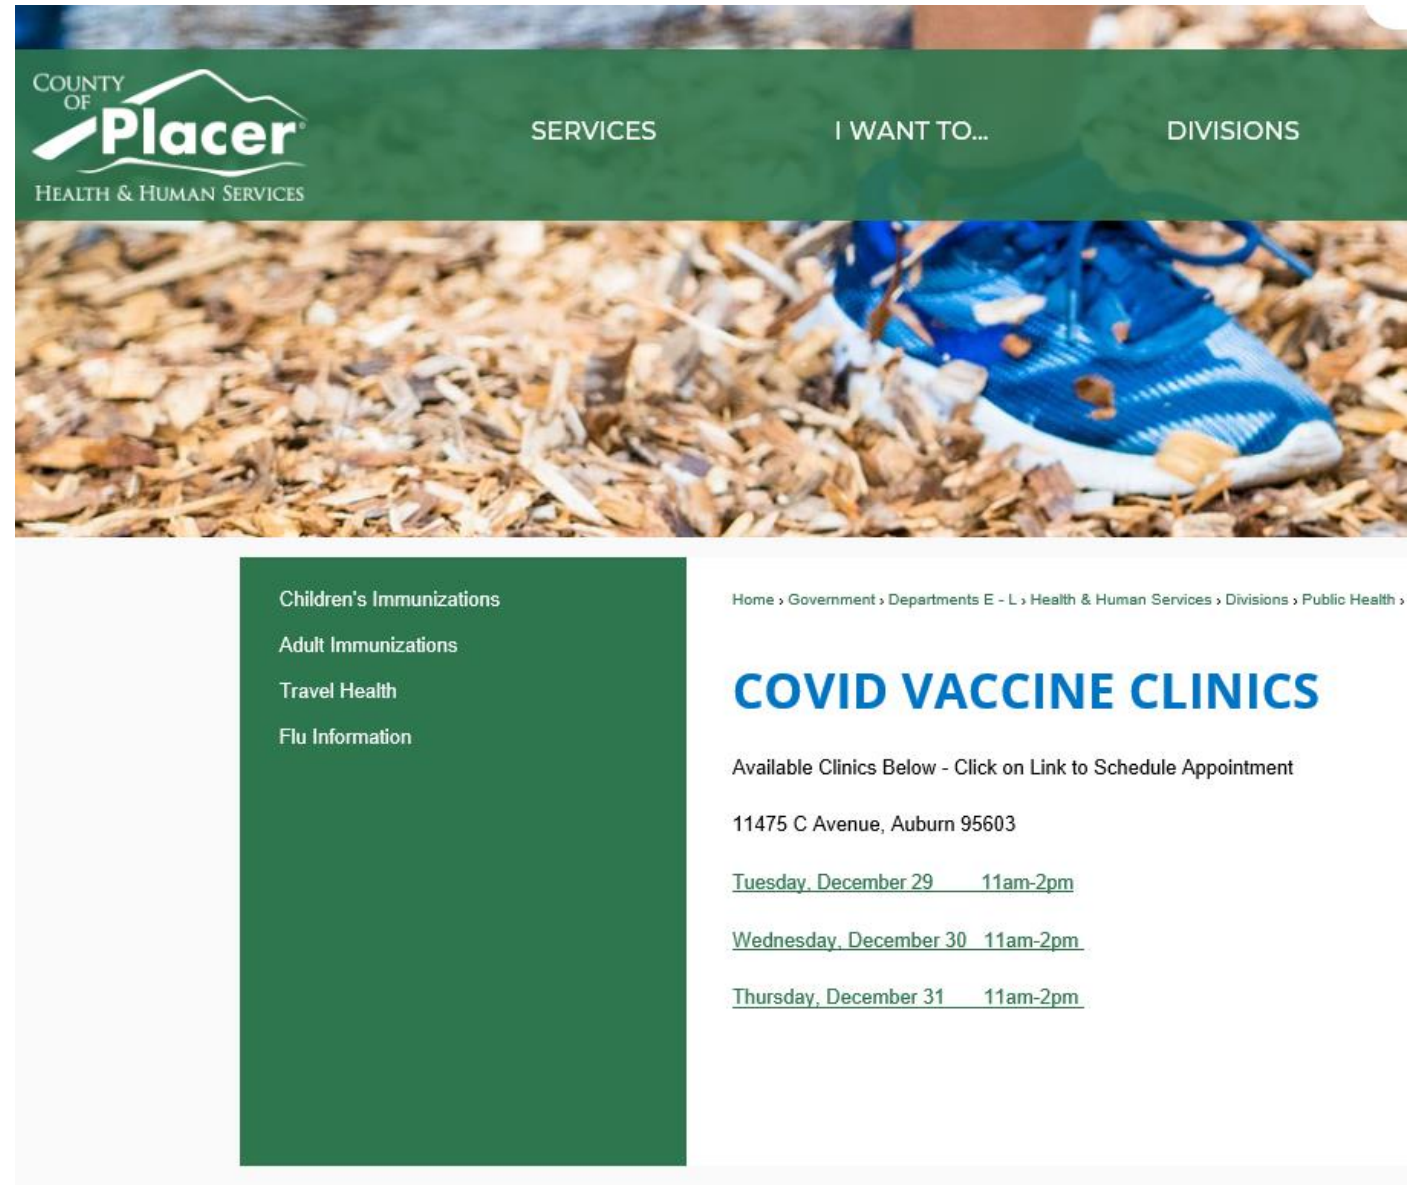 COUNTY
OF
Placer
HEALTH & HUMAN SERVICES
SERVICES
I WANT TO...
DIVISIONS
Children's Immunizations
Adult Immunizations
Travel Health
Flu Information
Home › Government › Departments E - L › Health & Human Services › Divisions › Public Health ›
COVID VACCINE CLINICS
Available Clinics Below - Click on Link to Schedule Appointment
11475 C Avenue, Auburn 95603
Tuesday, December 29 11am-2pm
Wednesday, December 30 11am-2pm
Thursday, December 31 11am-2pm